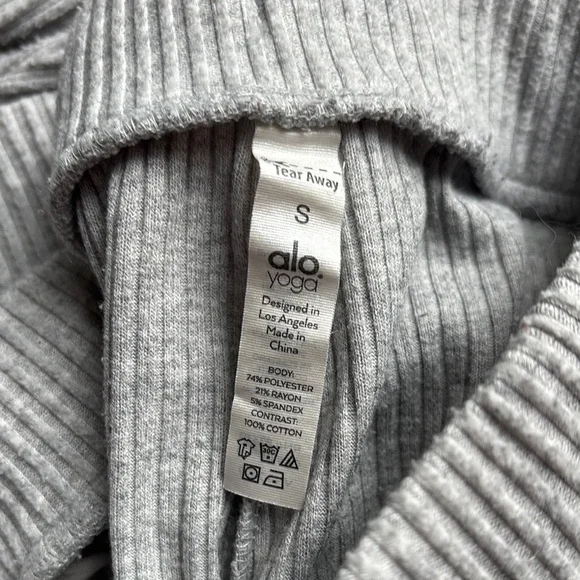 Tear Away
S
alo.
yoga
Designed in
Los Angeles
Made in
China
BODY:
74% POLYESTER
21% RAYON
5% SPANDEX
CONTRAST:
100% COTTON
30C